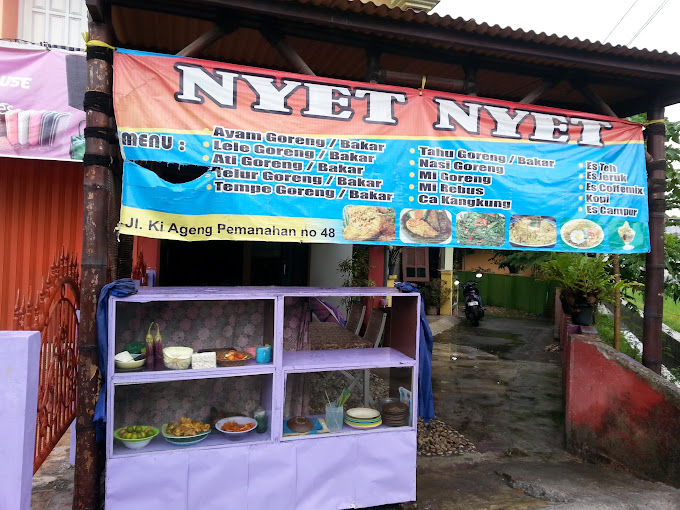 USE
NYET NYET
MENU :
Ayam Goreng / Bakar
Lele Goreng / Bakar
Ati Goreng / Bakar
Telur Goreng / Bakar
Tempe Goreng / Bakar
Tahu Goreng / Bakar
Nasi Goreng
Mi Goreng
Mi Rebus
Ca Kangkung
Es Teh
Es Jeruk
Es Coffemix
Kopi
Es Campur
Jl. Ki Ageng Pemanahan no 48